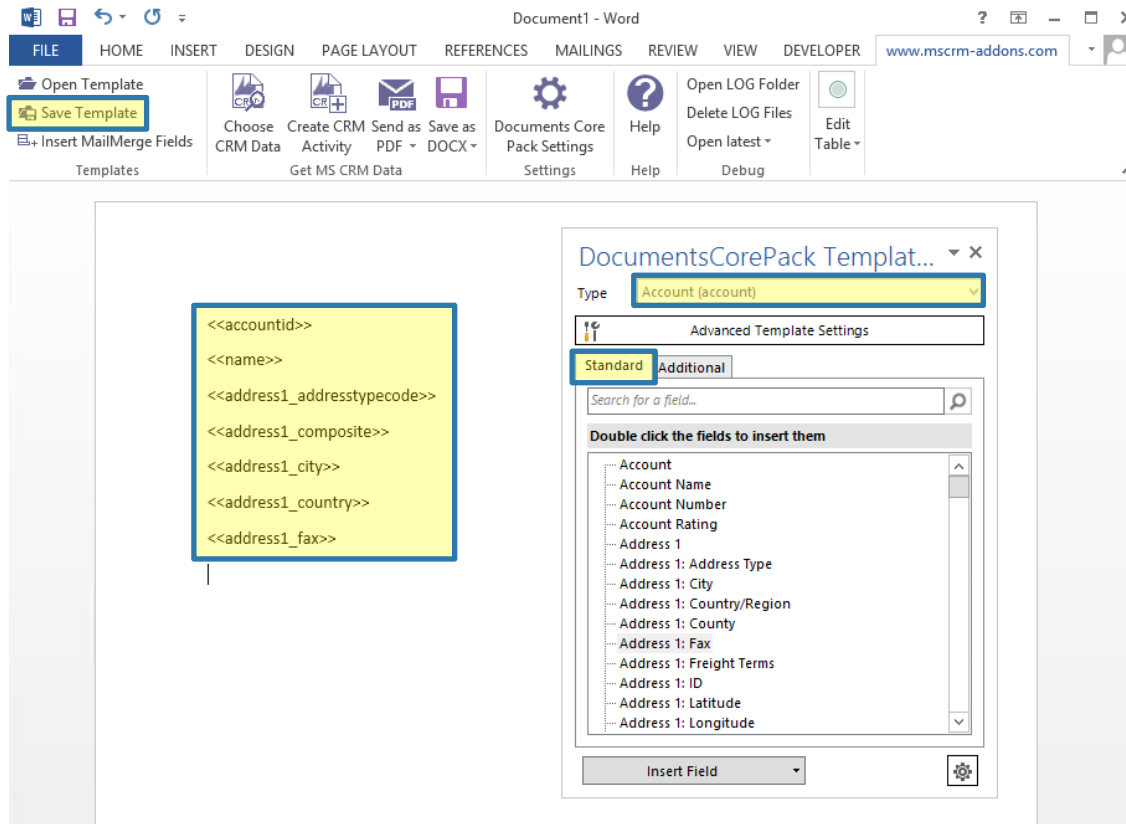 Document1 - Word
FILE HOME INSERT DESIGN PAGE LAYOUT REFERENCES MAILINGS REVIEW VIEW DEVELOPER www.mscrm-addons.com
Open Template
Save Template
Insert MailMerge Fields
Templates
Choose CRM Data
Create CRM Activity
Send as PDF
Save as DOCX
Get MS CRM Data
Documents Core Pack Settings
Settings
Help
Help
Open LOG Folder
Delete LOG Files
Open latest
Debug
Edit Table
<<accountid>>
<<name>>
<<address1_addresstypecode>>
<<address1_composite>>
<<address1_city>>
<<address1_country>>
<<address1_fax>>
DocumentsCorePack Templat...
Type Account (account)
Advanced Template Settings
Standard Additional
Search for a field...
Double click the fields to insert them
Account
Account Name
Account Number
Account Rating
Address 1
Address 1: Address Type
Address 1: City
Address 1: Country/Region
Address 1: County
Address 1: Fax
Address 1: Freight Terms
Address 1: ID
Address 1: Latitude
Address 1: Longitude
Insert Field